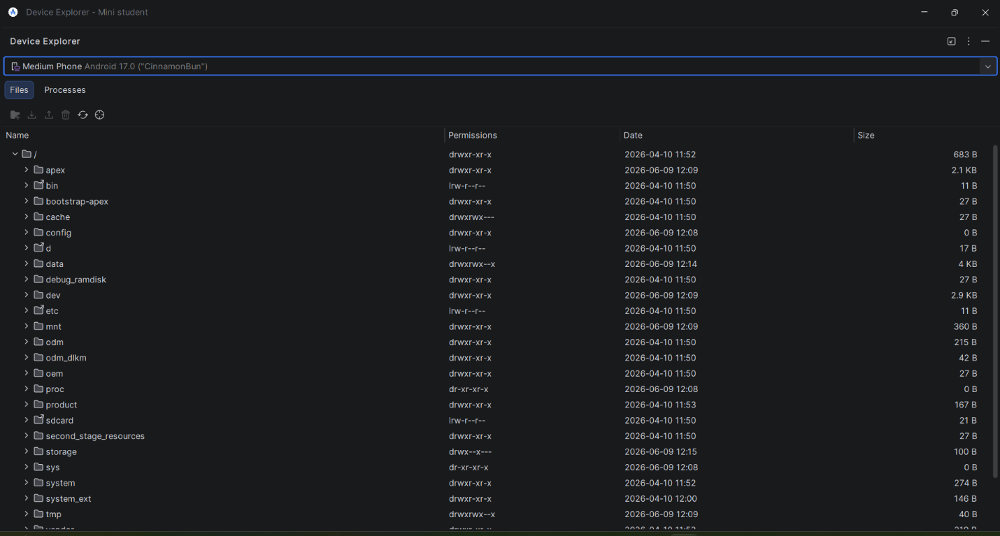 Device Explorer - Mini student
Device Explorer
Medium Phone Android 17.0 ("CinnamonBun")
Files Processes
Name Permissions Date Size
/ drwxr-xr-x 2026-04-10 11:52 683 B
apex drwxr-xr-x 2026-06-09 12:09 2.1 KB
bin lrw-r--r-- 2026-04-10 11:50 11 B
bootstrap-apex drwxr-xr-x 2026-04-10 11:50 27 B
cache drwxrwx--- 2026-04-10 11:50 27 B
config drwxr-xr-x 2026-06-09 12:08 0 B
d lrw-r--r-- 2026-04-10 11:50 17 B
data drwxrwx--x 2026-06-09 12:14 4 KB
debug_ramdisk drwxr-xr-x 2026-04-10 11:50 27 B
dev drwxr-xr-x 2026-06-09 12:09 2.9 KB
etc lrw-r--r-- 2026-04-10 11:50 11 B
mnt drwxr-xr-x 2026-06-09 12:09 360 B
odm drwxr-xr-x 2026-04-10 11:50 215 B
odm_dlkm drwxr-xr-x 2026-04-10 11:50 42 B
oem drwxr-xr-x 2026-04-10 11:50 27 B
proc dr-xr-xr-x 2026-06-09 12:08 0 B
product drwxr-xr-x 2026-04-10 11:53 167 B
sdcard lrw-r--r-- 2026-04-10 11:50 21 B
second_stage_resources drwxr-xr-x 2026-04-10 11:50 27 B
storage drwx--x--- 2026-06-09 12:15 100 B
sys dr-xr-xr-x 2026-06-09 12:08 0 B
system drwxr-xr-x 2026-04-10 11:52 274 B
system_ext drwxr-xr-x 2026-04-10 12:00 146 B
tmp drwxrwx--x 2026-06-09 12:09 40 B